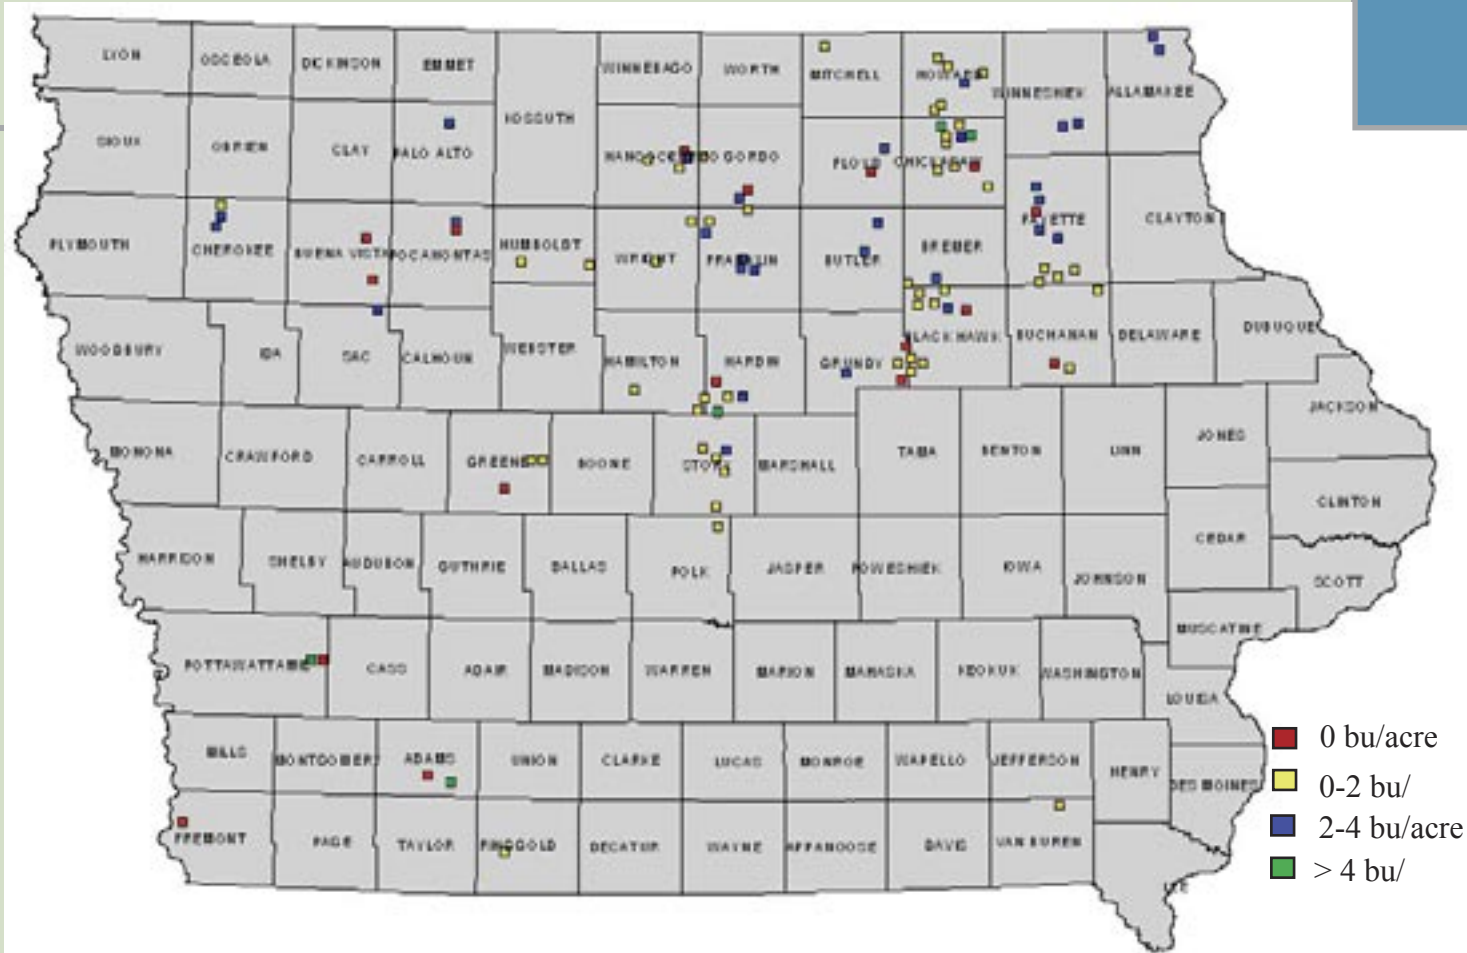 LYON
OSCEOLA
DICKINSON
EMMET
WINNEBAGO
WORTH
MITCHELL
HOWARD
WINNESHIEK
ALLAMAKEE
SIOUX
OBRIEN
CLAY
PALO ALTO
KOSSUTH
HANCOCK
GORDO
FLOYD
CHICKASAW
PLYMOUTH
CHEROKEE
BUENA VISTA
POCAHONTAS
HUMBOLDT
WRIGHT
FRANKLIN
BUTLER
BREMER
FAYETTE
CLAYTON
WOODBURY
IDA
SAC
CALHOUN
WEBSTER
HAMILTON
HARDIN
GRUNDY
BLACK HAWK
BUCHANAN
DELAWARE
DUBUQUE
MONONA
CRAWFORD
CARROLL
GREENE
BOONE
STORY
MARSHALL
TAMA
BENTON
LINN
JONES
JACKSON
CLINTON
CEDAR
HARRISON
SHELBY
AUDUBON
GUTHRIE
DALLAS
POLK
JASPER
POWESHIEK
IOWA
JOHNSON
SCOTT
MUSCATINE
POTTAWATTAMIE
CASS
ADAIR
MADISON
WARREN
MARION
MAHASKA
KEOKUK
WASHINGTON
LOUISA
MILLS
MONTGOMERY
ADAMS
UNION
CLARKE
LUCAS
MONROE
WAPELLO
JEFFERSON
HENRY
DES MOINES
FREMONT
PAGE
TAYLOR
RINGGOLD
DECATUR
WAYNE
APPANOOSE
DAVIS
VAN BUREN
LEE
0 bu/acre
0-2 bu/
2-4 bu/acre
> 4 bu/